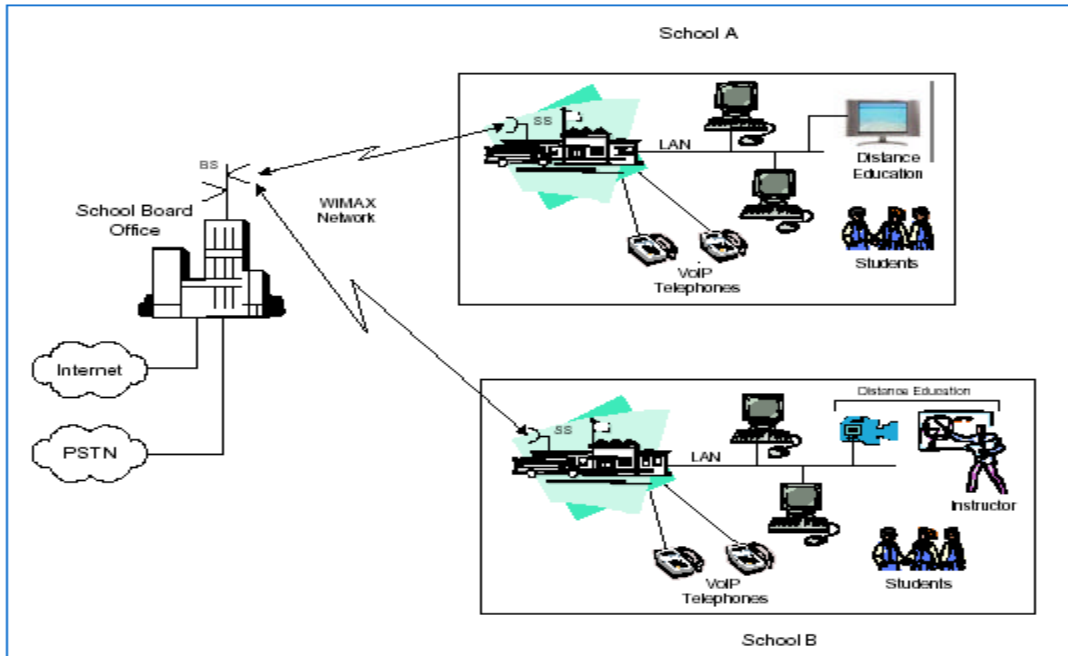 School A
SS
LAN
Distance
Education
BS
School Board
Office
WIMAX
Network
VoIP
Telephones
Students
Internet
PSTN
Distance Education
SS
LAN
Instructor
VoIP
Telephones
Students
School B